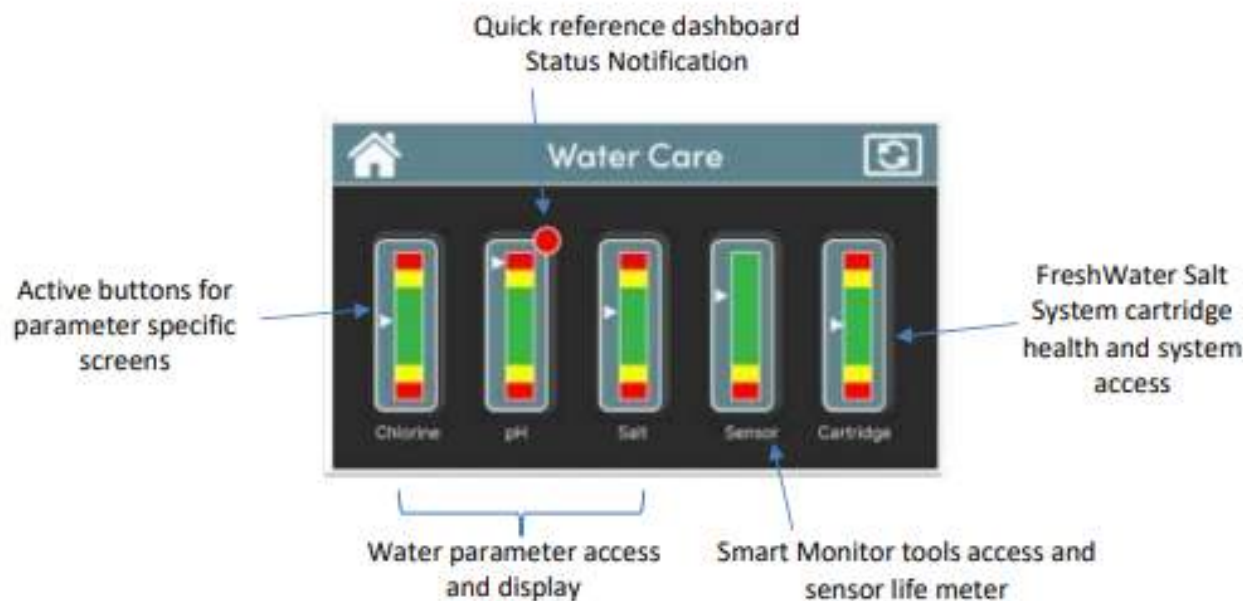 Quick reference dashboard
Status Notification
Water Care
Active buttons for
parameter specific
screens
FreshWater Salt
System cartridge
health and system
access
Chlorine
pH
Salt
Sensor
Cartridge
Water parameter access
and display
Smart Monitor tools access and
sensor life meter